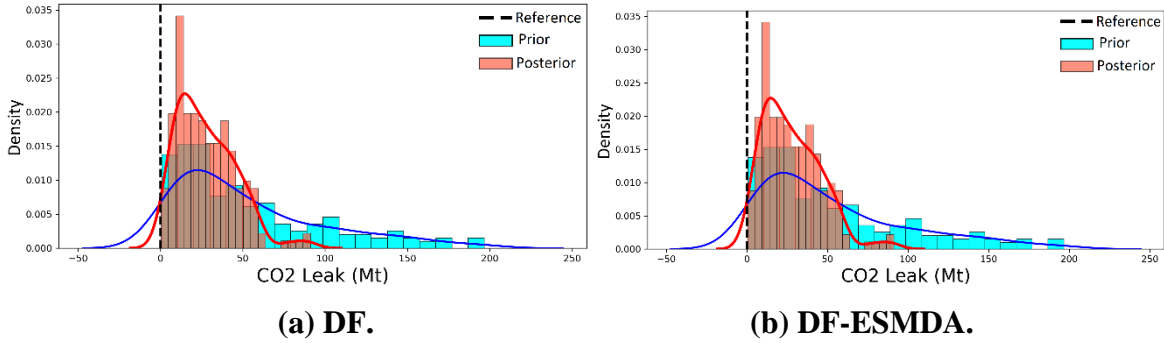 0.035
0.030
0.025
0.020
0.015
0.010
0.005
0.000
Density
-50 0 50 100 150 200 250
CO2 Leak (Mt)
Reference
Prior
Posterior
(a) DF.
0.035
0.030
0.025
0.020
0.015
0.010
0.005
0.000
Density
-50 0 50 100 150 200 250
CO2 Leak (Mt)
Reference
Prior
Posterior
(b) DF-ESMDA.